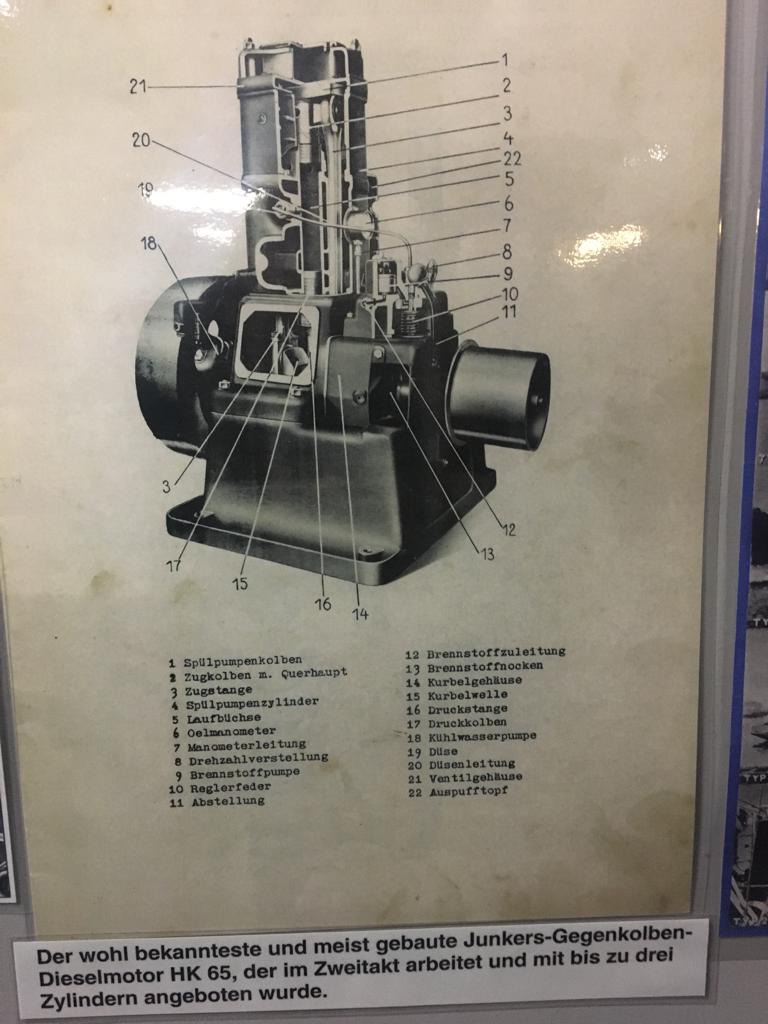 1
21
2
3
20
4
22
5
19
6
18
7
8
9
10
11
3
12
13
17
15
16
14
1 Spülpumpenkolben
2 Zugkolben m. Querhaupt
3 Zugstange
4 Spülpumpenzylinder
5 Laufbüchse
6 Oelmanometer
7 Manometerleitung
8 Drehzahlverstellung
9 Brennstoffpumpe
10 Reglerfeder
11 Abstellung
12 Brennstoffzuleitung
13 Brennstoffnocken
14 Kurbelgehäuse
15 Kurbelwelle
16 Druckstange
17 Druckkolben
18 Kühlwasserpumpe
19 Düse
20 Düsenleitung
21 Ventilgehäuse
22 Auspufftopf
Der wohl bekannteste und meist gebaute Junkers-Gegenkolben-
Dieselmotor HK 65, der im Zweitakt arbeitet und mit bis zu drei
Zylindern angeboten wurde.
TYP